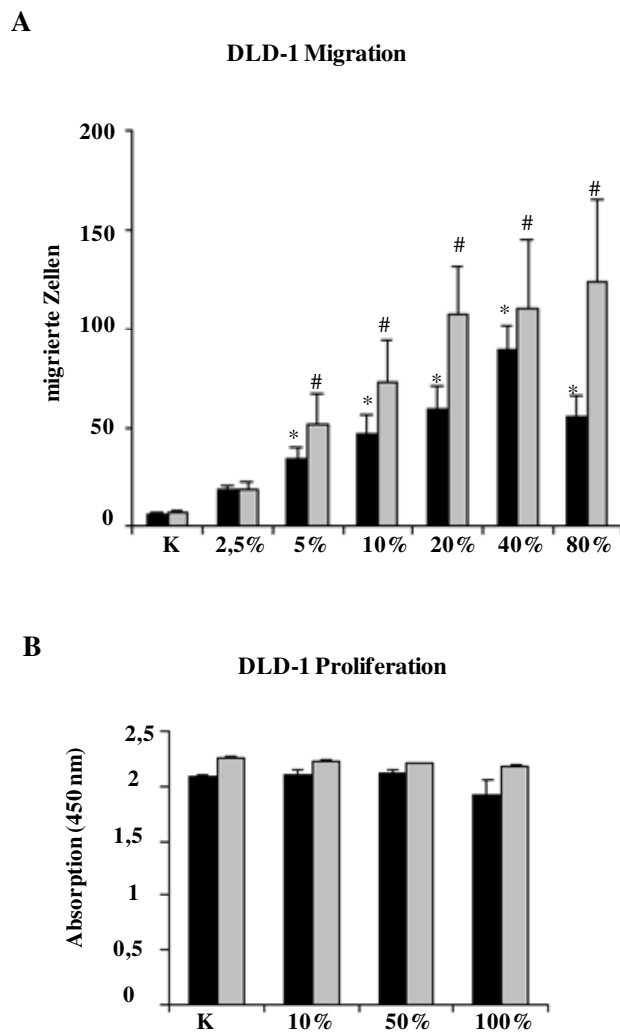 A
DLD-1 Migration
migrierte Zellen
200
150
100
50
0
# # # # #
* * * * *
K 2,5% 5% 10% 20% 40% 80%
B
DLD-1 Proliferation
Absorption (450 nm)
2,5
2
1,5
1
0,5
0
K 10% 50% 100%